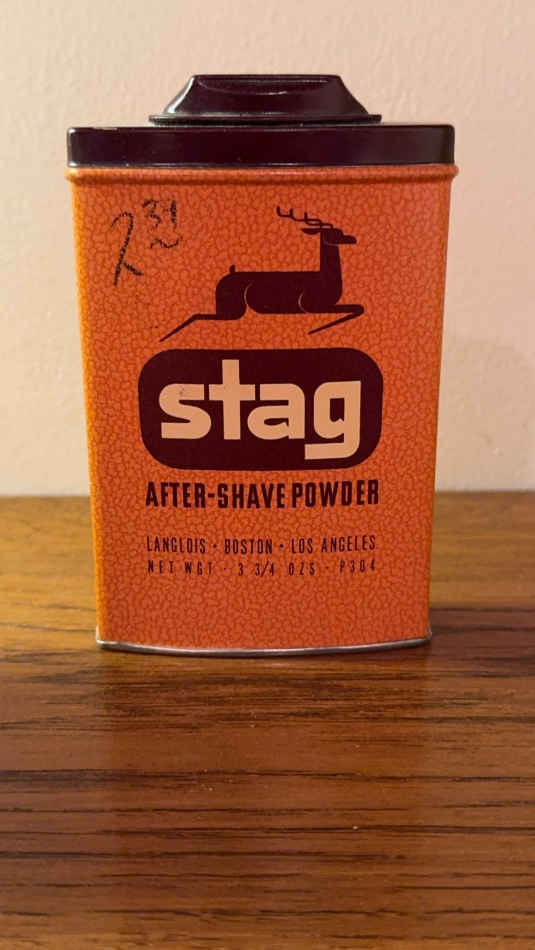 2 39
stag
AFTER-SHAVE POWDER
LANGLOIS · BOSTON · LOS ANGELES
NET WGT · 3 3/4 OZS · P304